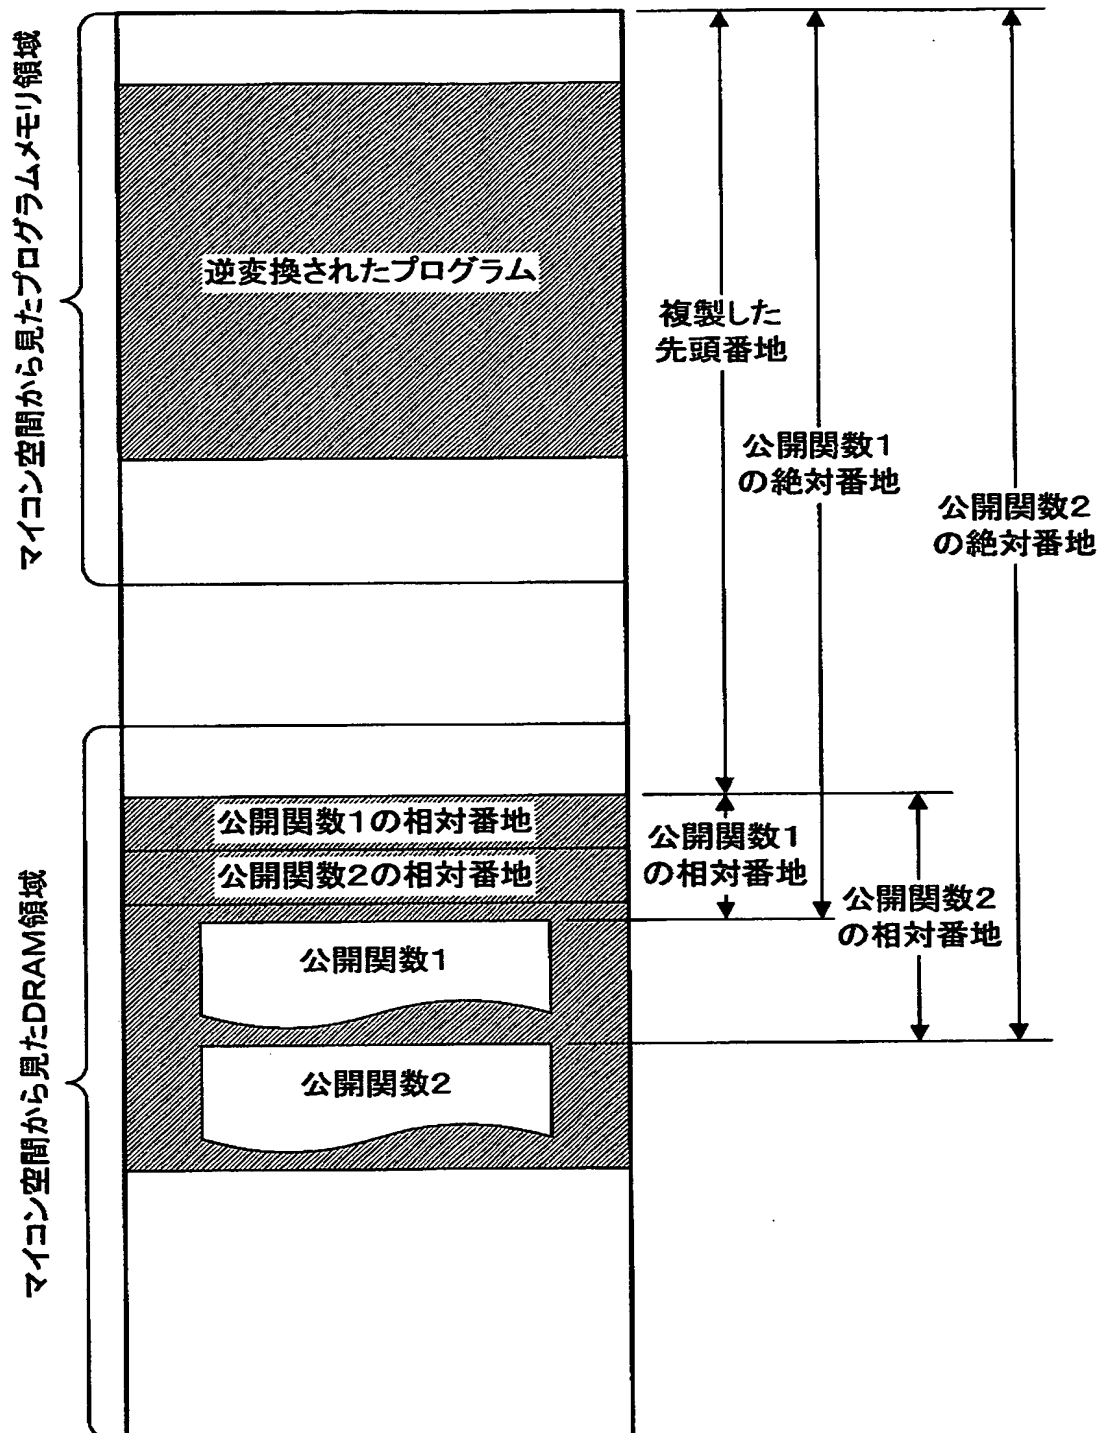 マイコン空間から見たプログラムメモリ領域
逆変換されたプログラム
複製した
先頭番地
公開関数1
の絶対番地
公開関数2
の絶対番地
マイコン空間から見たDRAM領域
公開関数1の相対番地
公開関数2の相対番地
公開関数1
公開関数2
公開関数1
の相対番地
公開関数2
の相対番地